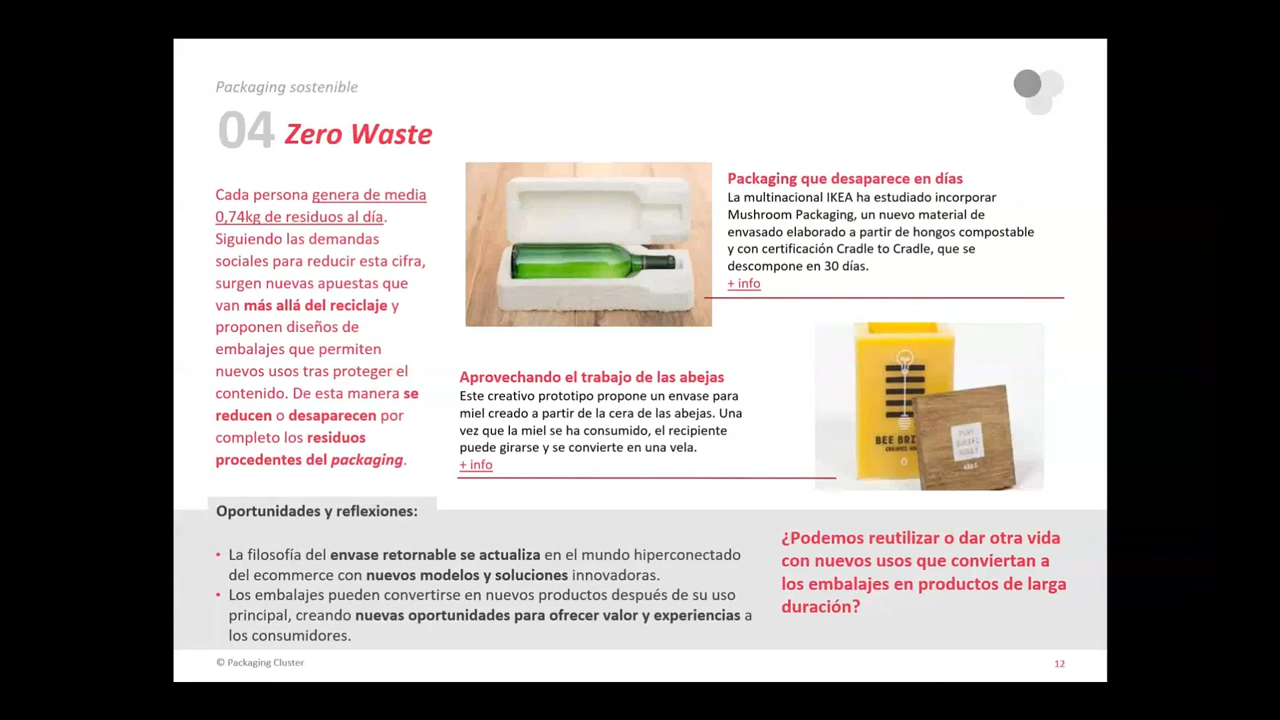 Packaging sostenible
04 Zero Waste
Cada persona genera de media
0,74kg de residuos al día.
Siguiendo las demandas
sociales para reducir esta cifra,
surgen nuevas apuestas que
van más allá del reciclaje y
proponen diseños de
embalajes que permiten
nuevos usos tras proteger el
contenido. De esta manera se
reducen o desaparecen por
completo los residuos
procedentes del packaging.
Packaging que desaparece en días
La multinacional IKEA ha estudiado incorporar
Mushroom Packaging, un nuevo material de
envasado elaborado a partir de hongos compostable
y con certificación Cradle to Cradle, que se
descompone en 30 días.
+ info
Aprovechando el trabajo de las abejas
Este creativo prototipo propone un envase para
miel creado a partir de la cera de las abejas. Una
vez que la miel se ha consumido, el recipiente
puede girarse y se convierte en una vela.
+ info
BEE BRI
Oportunidades y reflexiones:
• La filosofía del envase retornable se actualiza en el mundo hiperconectado
del ecommerce con nuevos modelos y soluciones innovadoras.
• Los embalajes pueden convertirse en nuevos productos después de su uso
principal, creando nuevas oportunidades para ofrecer valor y experiencias a
los consumidores.
¿Podemos reutilizar o dar otra vida
con nuevos usos que conviertan a
los embalajes en productos de larga
duración?
© Packaging Cluster
12